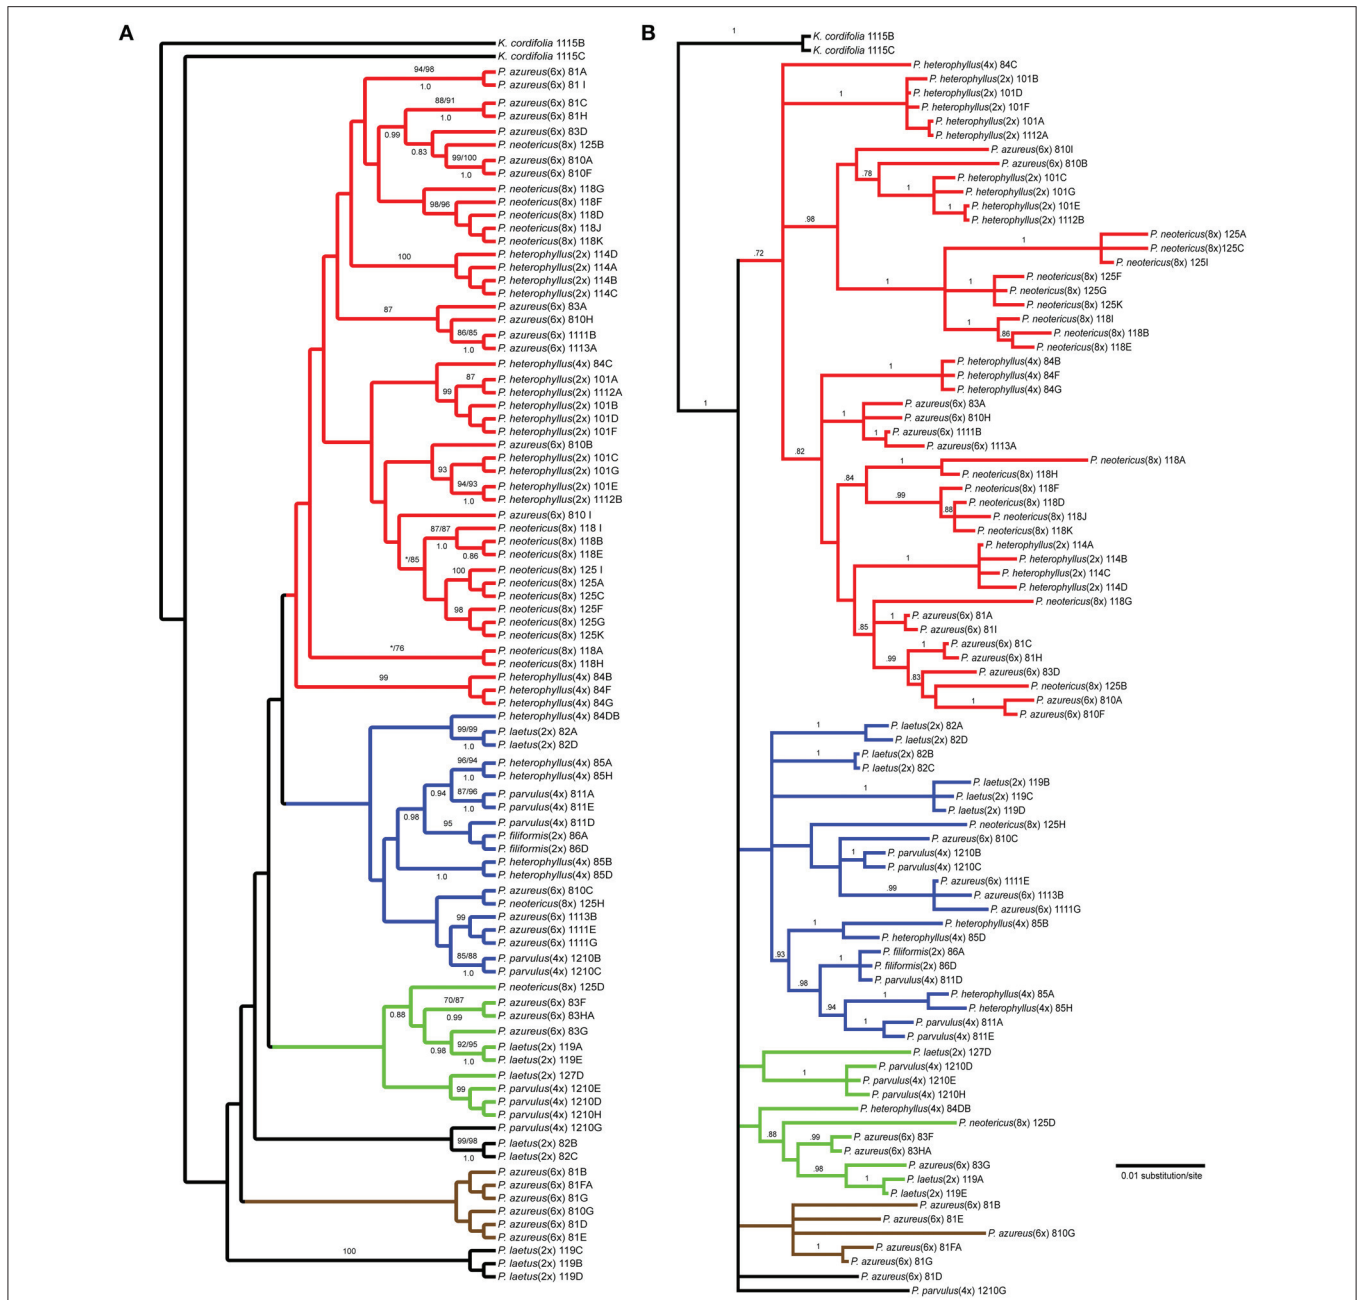 A
K. cordifolia 1115B
K. cordifolia 1115C
94/98
P. azureus(6x) 81A
1.0
P. azureus(6x) 81 I
88/91
P. azureus(6x) 81C
1.0
P. azureus(6x) 81H
0.99
P. azureus(6x) 83D
0.83
P. neotericus(8x) 125B
99/100
P. azureus(6x) 810A
1.0
P. azureus(6x) 810F
P. neotericus(8x) 118G
98/96
P. neotericus(8x) 118F
P. neotericus(8x) 118D
P. neotericus(8x) 118J
P. neotericus(8x) 118K
100
P. heterophyllus(2x) 114D
P. heterophyllus(2x) 114A
P. heterophyllus(2x) 114B
P. heterophyllus(2x) 114C
87
P. azureus(6x) 83A
P. azureus(6x) 810H
86/85
P. azureus(6x) 1111B
1.0
P. azureus(6x) 1113A
P. heterophyllus(4x) 84C
87
P. heterophyllus(2x) 101A
99
P. heterophyllus(2x) 1112A
P. heterophyllus(2x) 101B
P. heterophyllus(2x) 101D
P. heterophyllus(2x) 101F
P. azureus(6x) 810B
93
P. heterophyllus(2x) 101C
P. heterophyllus(2x) 101G
94/93
P. heterophyllus(2x) 101E
1.0
P. heterophyllus(2x) 1112B
P. azureus(6x) 810 I
87/87
P. neotericus(8x) 118 I
1.0
P. neotericus(8x) 118B
0.86
P. neotericus(8x) 118E
*/85
100
P. neotericus(8x) 125 I
P. neotericus(8x) 125A
P. neotericus(8x) 125C
98
P. neotericus(8x) 125F
P. neotericus(8x) 125G
P. neotericus(8x) 125K
*/76
P. neotericus(8x) 118A
P. neotericus(8x) 118H
99
P. heterophyllus(4x) 84B
P. heterophyllus(4x) 84F
P. heterophyllus(4x) 84G
P. heterophyllus(4x) 84DB
99/99
P. laetus(2x) 82A
1.0
P. laetus(2x) 82D
96/94
P. heterophyllus(4x) 85A
1.0
P. heterophyllus(4x) 85H
0.94
87/96
P. parvulus(4x) 811A
1.0
P. parvulus(4x) 811E
0.98
95
P. parvulus(4x) 811D
P. filiformis(2x) 86A
P. filiformis(2x) 86D
P. heterophyllus(4x) 85B
1.0
P. heterophyllus(4x) 85D
P. azureus(6x) 810C
P. neotericus(8x) 125H
99
P. azureus(6x) 1113B
P. azureus(6x) 1111E
P. azureus(6x) 1111G
85/88
P. parvulus(4x) 1210B
1.0
P. parvulus(4x) 1210C
P. neotericus(8x) 125D
70/87
P. azureus(6x) 83F
0.88
0.99
P. azureus(6x) 83HA
P. azureus(6x) 83G
0.98
92/95
P. laetus(2x) 119A
1.0
P. laetus(2x) 119E
P. laetus(2x) 127D
99
P. parvulus(4x) 1210E
P. parvulus(4x) 1210D
P. parvulus(4x) 1210H
P. parvulus(4x) 1210G
99/98
P. laetus(2x) 82B
1.0
P. laetus(2x) 82C
P. azureus(6x) 81B
P. azureus(6x) 81FA
P. azureus(6x) 81G
P. azureus(6x) 810G
P. azureus(6x) 81D
P. azureus(6x) 81E
100
P. laetus(2x) 119C
P. laetus(2x) 119B
P. laetus(2x) 119D
B
1
K. cordifolia 1115B
K. cordifolia 1115C
P. heterophyllus(4x) 84C
P. heterophyllus(2x) 101B
1
P. heterophyllus(2x) 101D
P. heterophyllus(2x) 101F
P. heterophyllus(2x) 101A
P. heterophyllus(2x) 1112A
P. azureus(6x) 810I
P. azureus(6x) 810B
.78
P. heterophyllus(2x) 101C
1
P. heterophyllus(2x) 101G
1
P. heterophyllus(2x) 101E
P. heterophyllus(2x) 1112B
.98
P. neotericus(8x) 125A
1
P. neotericus(8x)125C
P. neotericus(8x) 125I
.72
P. neotericus(8x) 125F
1
1
P. neotericus(8x) 125G
P. neotericus(8x) 125K
P. neotericus(8x) 118I
1
.86
P. neotericus(8x) 118B
P. neotericus(8x) 118E
P. heterophyllus(4x) 84B
1
P. heterophyllus(4x) 84F
P. heterophyllus(4x) 84G
P. azureus(6x) 83A
1
P. azureus(6x) 810H
1
P. azureus(6x) 1111B
P. azureus(6x) 1113A
1
.82
1
P. neotericus(8x) 118A
.84
P. neotericus(8x) 118H
P. neotericus(8x) 118F
.99
P. neotericus(8x) 118D
.88
P. neotericus(8x) 118J
P. neotericus(8x) 118K
P. heterophyllus(2x) 114A
1
P. heterophyllus(2x) 114B
P. heterophyllus(2x) 114C
P. heterophyllus(2x) 114D
P. neotericus(8x) 118G
1
P. azureus(6x) 81A
.85
P. azureus(6x) 81I
1
P. azureus(6x) 81C
.99
P. azureus(6x) 81H
.83
P. azureus(6x) 83D
P. neotericus(8x) 125B
1
P. azureus(6x) 810A
P. azureus(6x) 810F
1
P. laetus(2x) 82A
P. laetus(2x) 82D
1
P. laetus(2x) 82B
P. laetus(2x) 82C
P. laetus(2x) 119B
1
P. laetus(2x) 119C
P. laetus(2x) 119D
P. neotericus(8x) 125H
P. azureus(6x) 810C
1
P. parvulus(4x) 1210B
P. parvulus(4x) 1210C
P. azureus(6x) 1111E
.99
P. azureus(6x) 1113B
P. azureus(6x) 1111G
1
P. heterophyllus(4x) 85B
P. heterophyllus(4x) 85D
.93
P. filiformis(2x) 86A
1
P. filiformis(2x) 86D
P. parvulus(4x) 811D
.98
1
P. heterophyllus(4x) 85A
.94
P. heterophyllus(4x) 85H
1
P. parvulus(4x) 811A
P. parvulus(4x) 811E
P. laetus(2x) 127D
P. parvulus(4x) 1210D
1
P. parvulus(4x) 1210E
P. parvulus(4x) 1210H
P. heterophyllus(4x) 84DB
P. neotericus(8x) 125D
.88
.99
P. azureus(6x) 83F
P. azureus(6x) 83HA
P. azureus(6x) 83G
.98
1
P. laetus(2x) 119A
P. laetus(2x) 119E
P. azureus(6x) 81B
P. azureus(6x) 81E
P. azureus(6x) 810G
1
P. azureus(6x) 81FA
P. azureus(6x) 81G
P. azureus(6x) 81D
P. parvulus(4x) 1210G
0.01 substitution/site